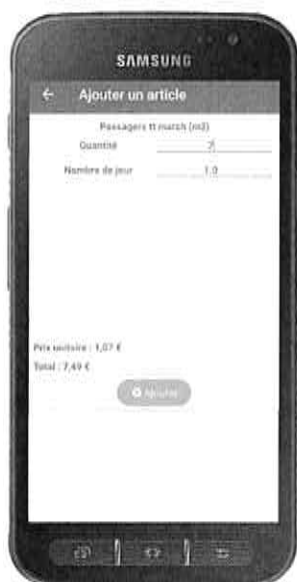 SAMSUNG
← Ajouter un article
Passagers tt march (m2)
Quantité 7
Nombre de jour 1.0
Prix unitaire : 1,07 €
Total : 7,49 €
Ajouter